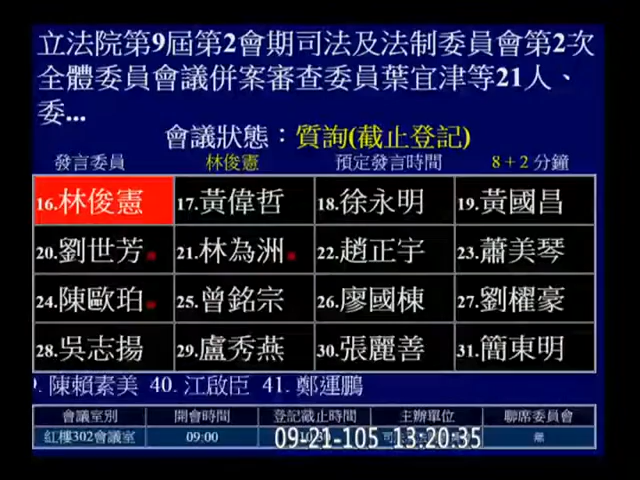 立法院第9屆第2會期司法及法制委員會第2次
全體委員會議併案審查委員葉宜津等21人、
委...
會議狀態：質詢(截止登記)
發言委員 林俊憲 預定發言時間 8 + 2 分鐘
16.林俊憲 17.黃偉哲 18.徐永明 19.黃國昌
20.劉世芳 21.林為洲 22.趙正宇 23.蕭美琴
24.陳歐珀 25.曾銘宗 26.廖國棟 27.劉櫂豪
28.吳志揚 29.盧秀燕 30.張麗善 31.簡東明
9. 陳賴素美 40. 江啟臣 41. 鄭運鵬
會議室別 開會時間 登記截止時間 主辦單位 聯席委員會
紅樓302會議室 09:00 無
09-21-105 13:20:35